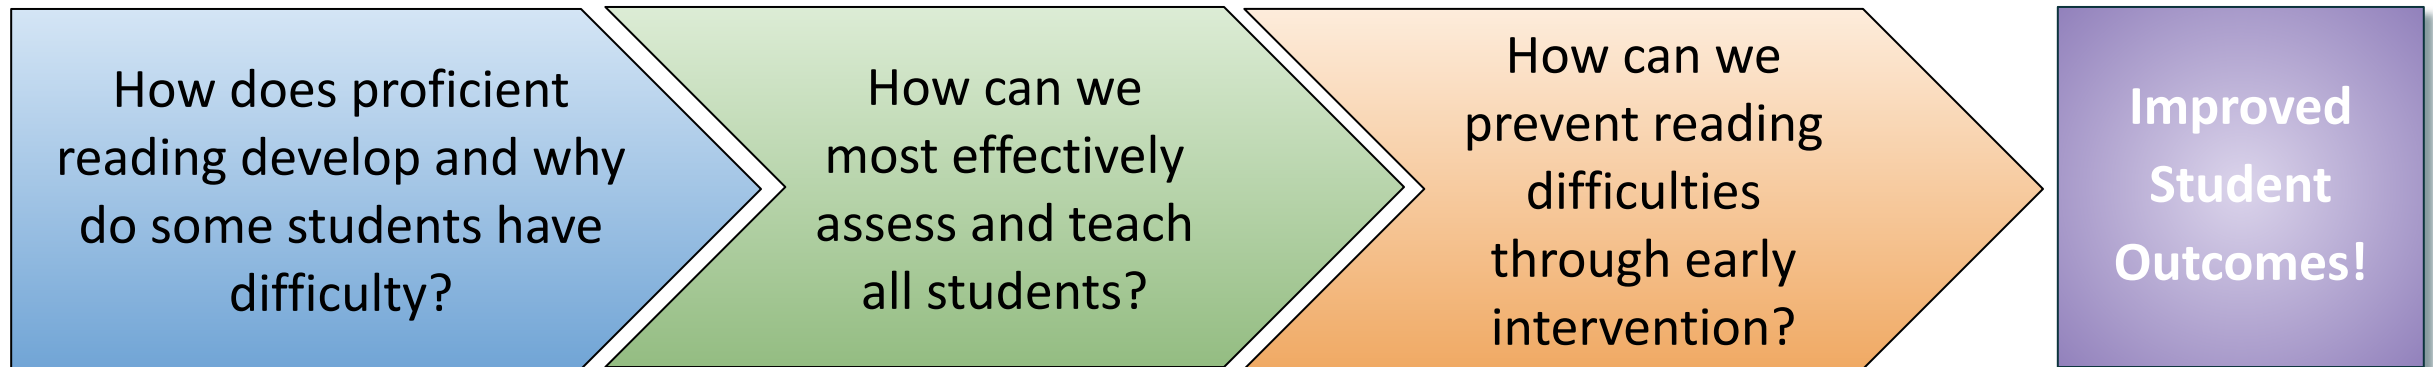 How does proficient
reading develop and why
do some students have
difficulty?
How can we
most effectively
assess and teach
all students?
How can we
prevent reading
difficulties
through early
intervention?
Improved
Student
Outcomes!